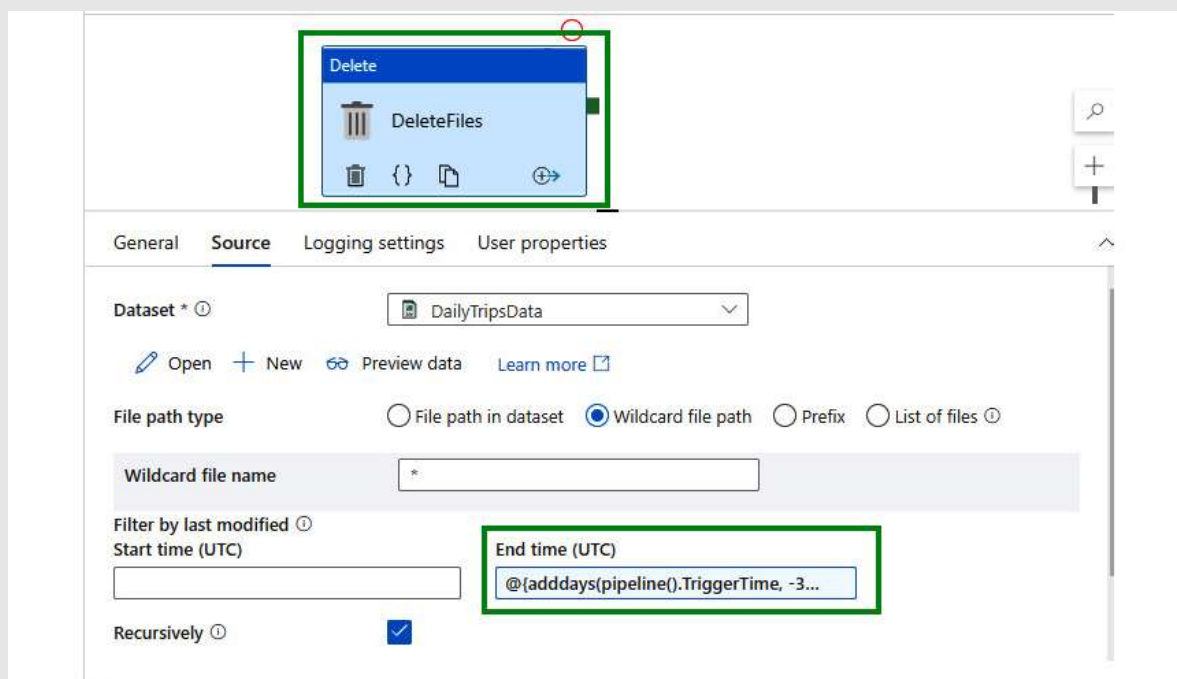 Delete
DeleteFiles
{}
General Source Logging settings User properties
Dataset * DailyTripsData
Open New Preview data Learn more
File path type File path in dataset Wildcard file path Prefix List of files
Wildcard file name *
Filter by last modified
Start time (UTC) End time (UTC)
@{adddays(pipeline().TriggerTime, -3...
Recursively